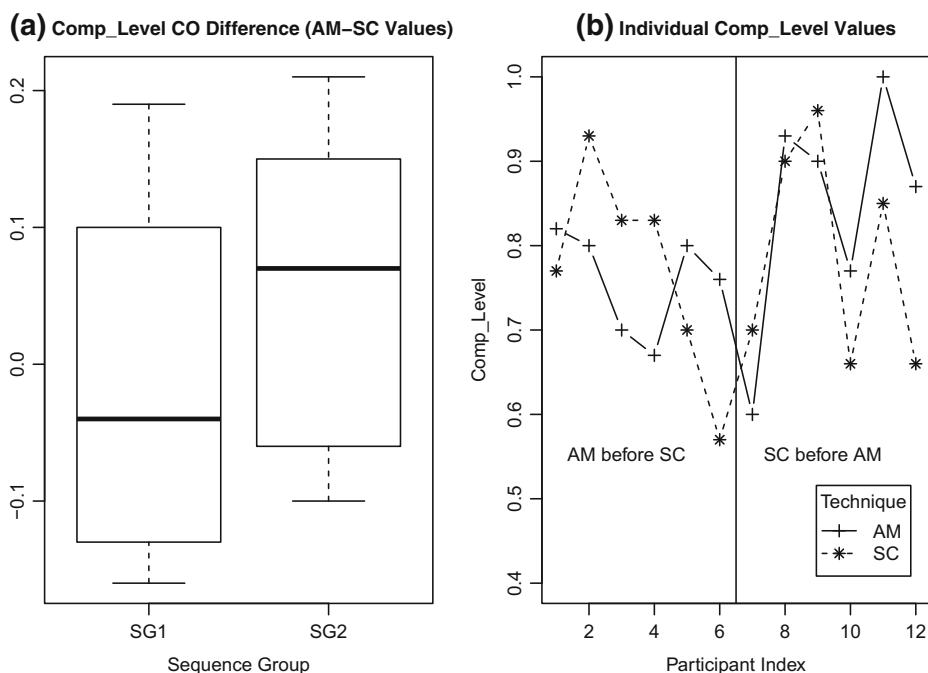 (a) Comp_Level CO Difference (AM−SC Values)
0.2
0.1
0.0
−0.1
SG1 SG2
Sequence Group
(b) Individual Comp_Level Values
1.0
0.9
0.8
0.7
0.6
0.5
0.4
Comp_Level
AM before SC
SC before AM
Technique
AM
SC
2 4 6 8 10 12
Participant Index